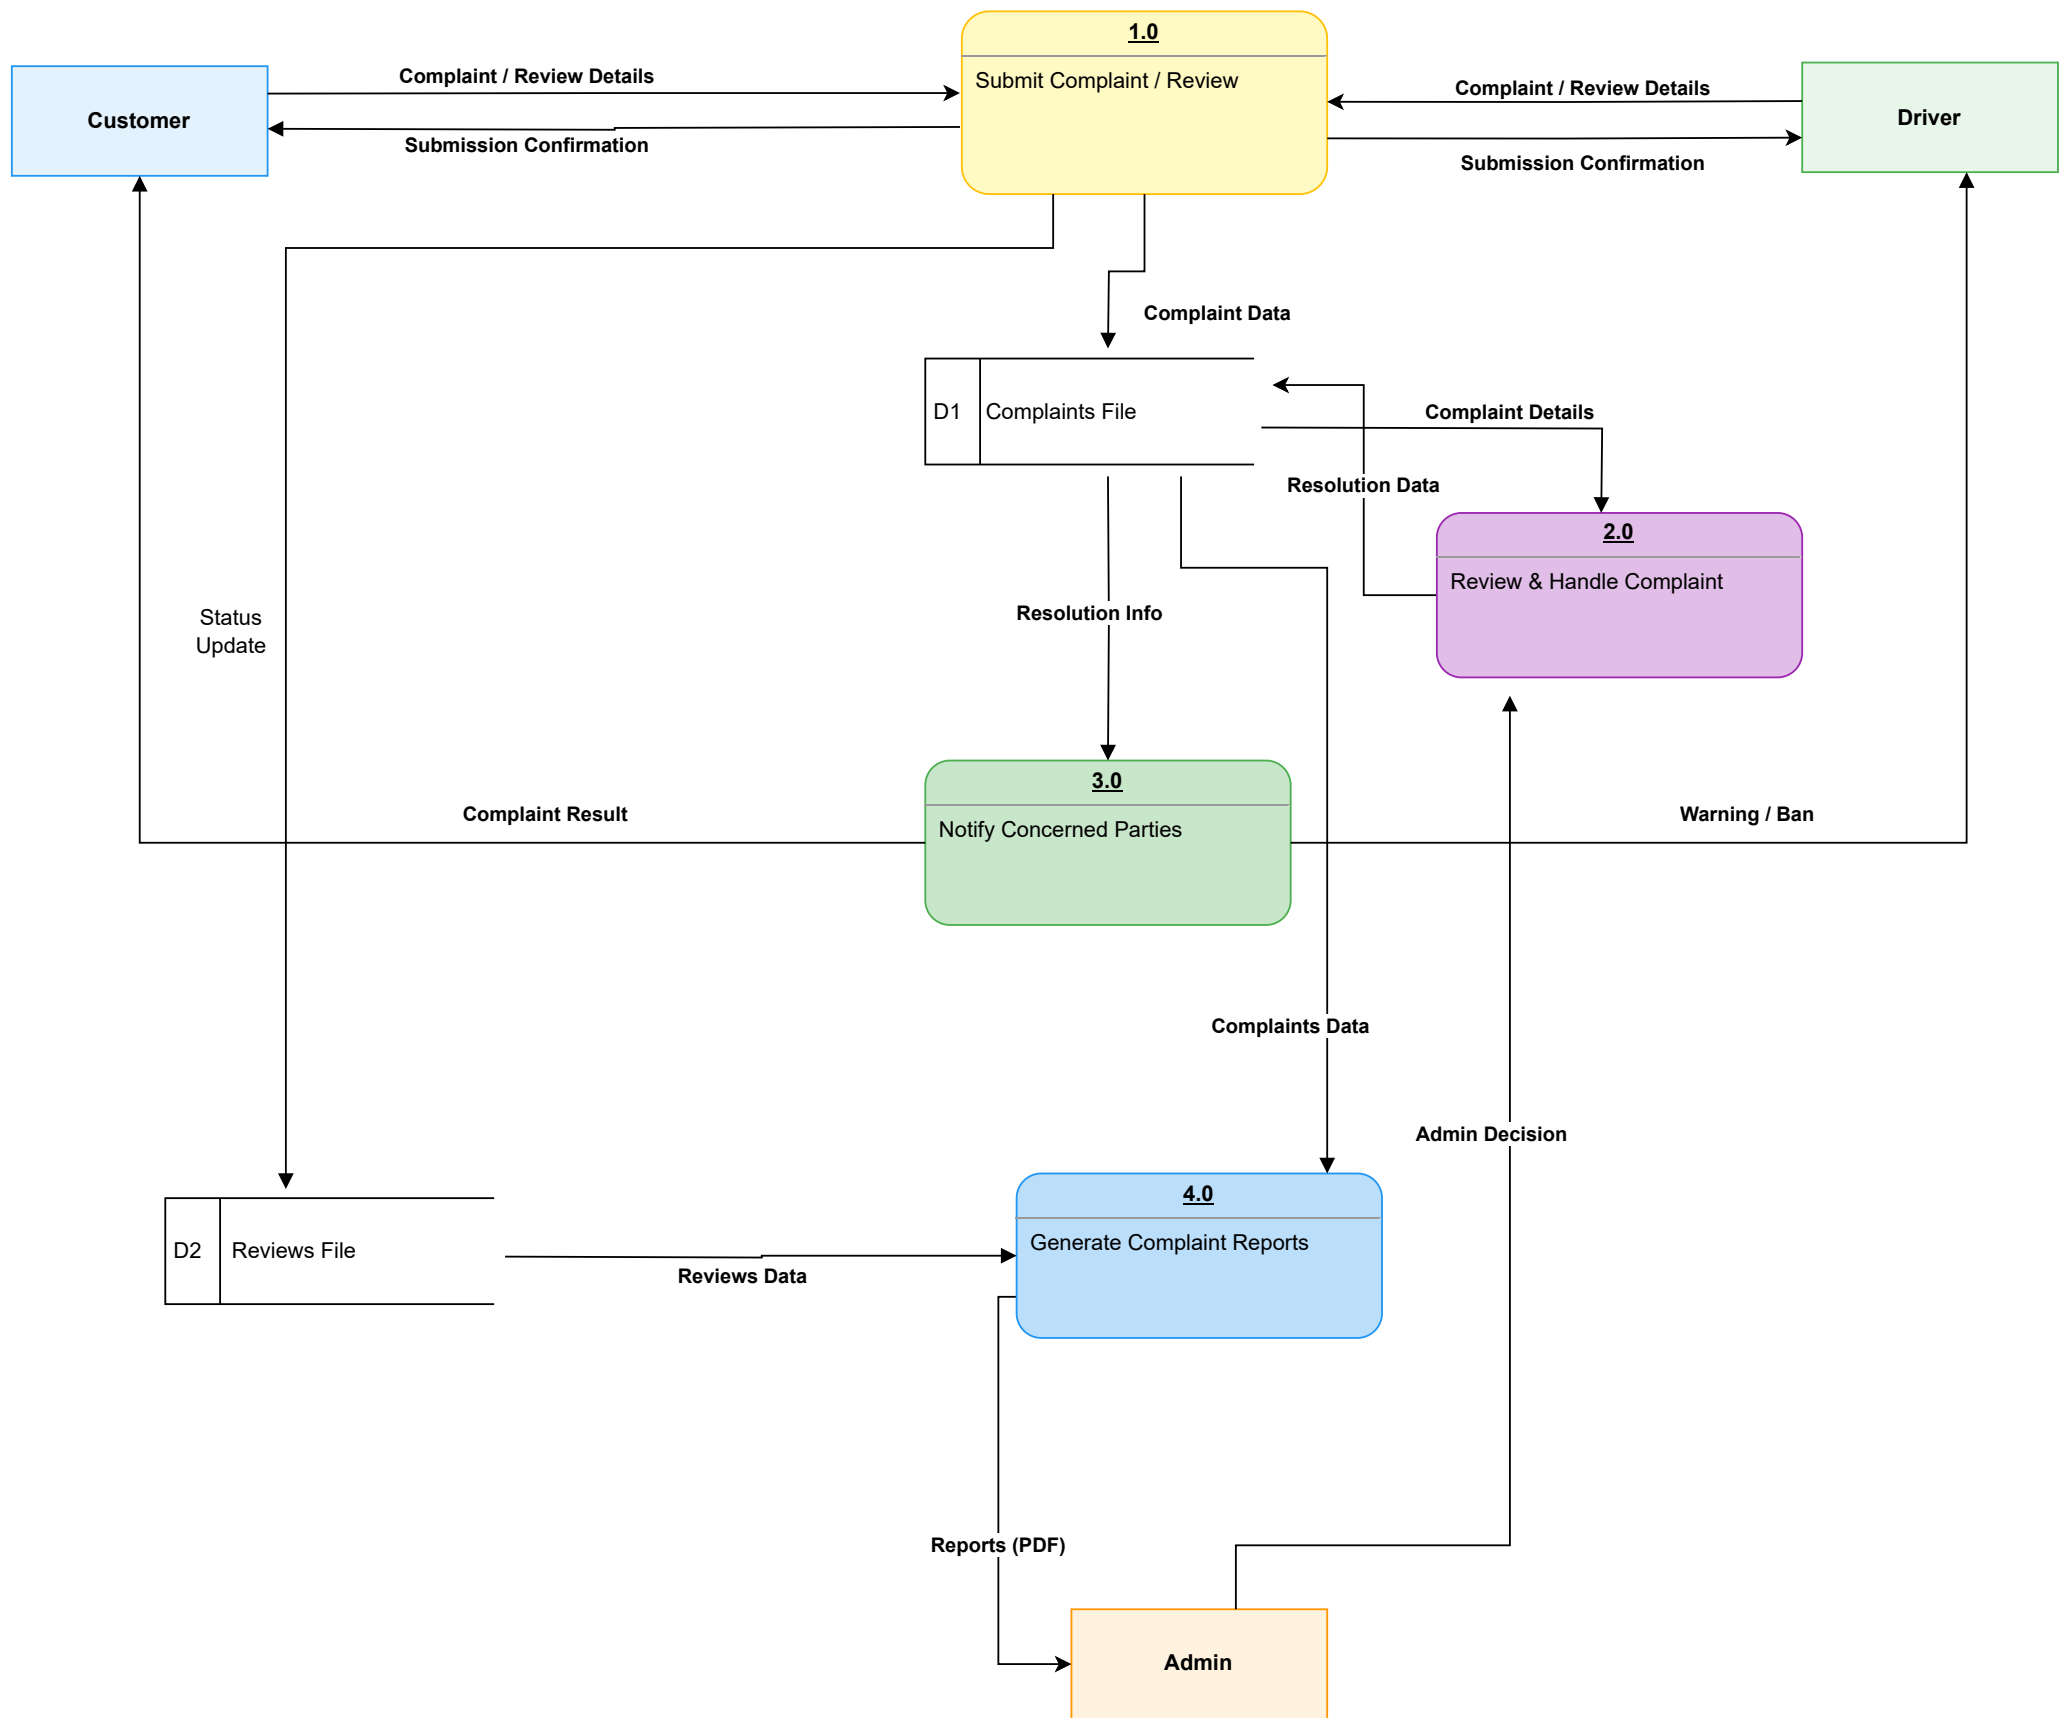 1.0
Submit Complaint / Review
Customer
Complaint / Review Details
Submission Confirmation
Complaint / Review Details
Submission Confirmation
Driver
Complaint Data
D1
Complaints File
Complaint Details
Resolution Data
2.0
Review & Handle Complaint
Status
Update
Resolution Info
3.0
Notify Concerned Parties
Complaint Result
Warning / Ban
Complaints Data
Admin Decision
D2
Reviews File
Reviews Data
4.0
Generate Complaint Reports
Reports (PDF)
Admin